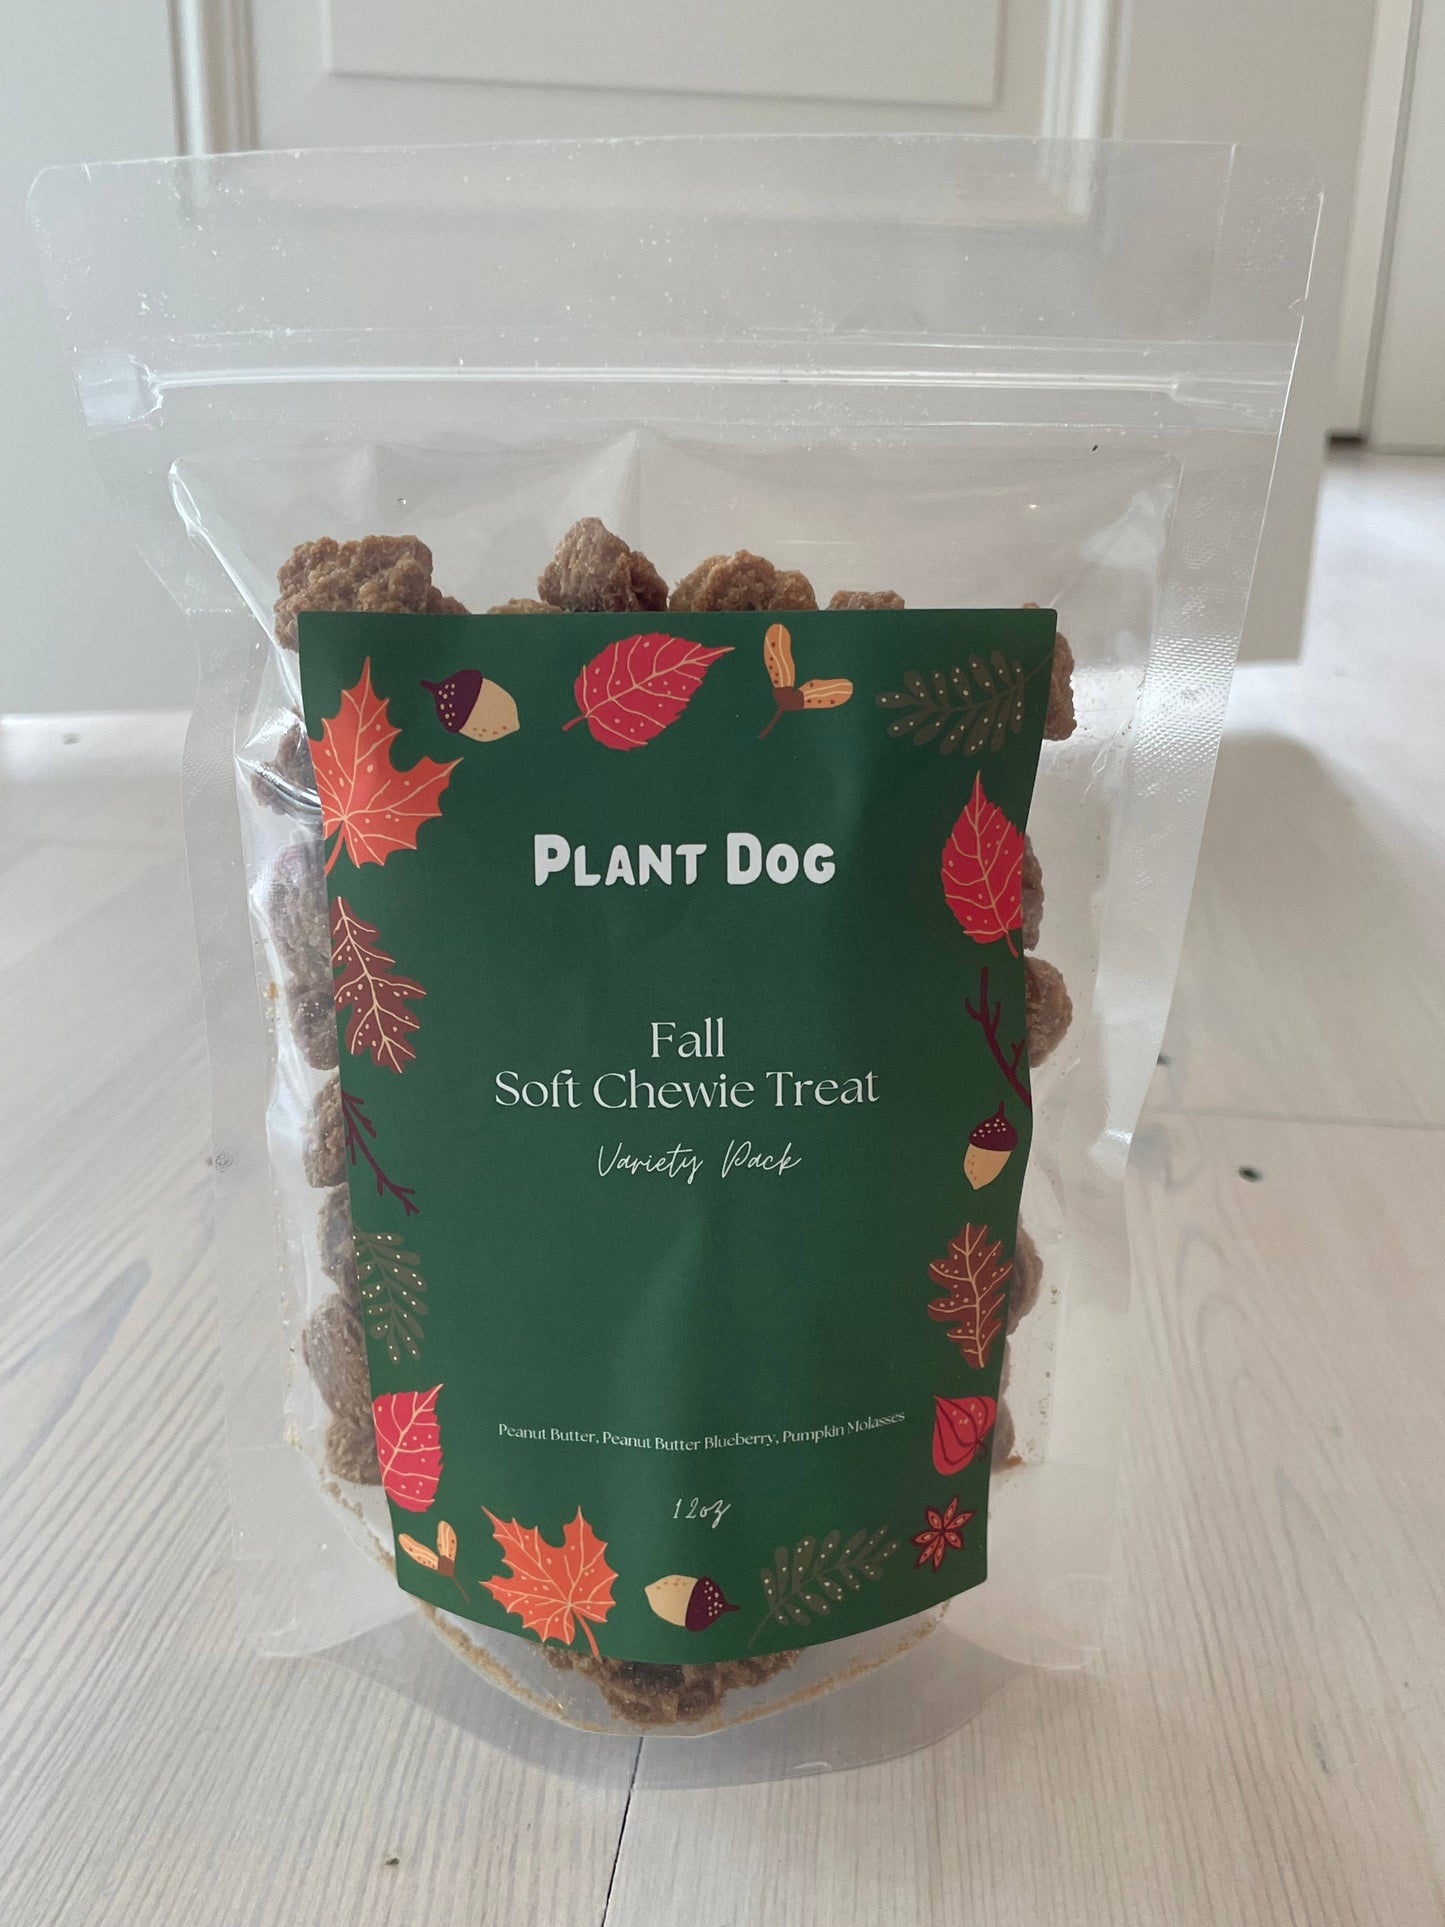 PLANT DOG
Fall
Soft Chewie Treat
Variety Pack
Peanut Butter, Peanut Butter Blueberry, Pumpkin Molasses
12oz